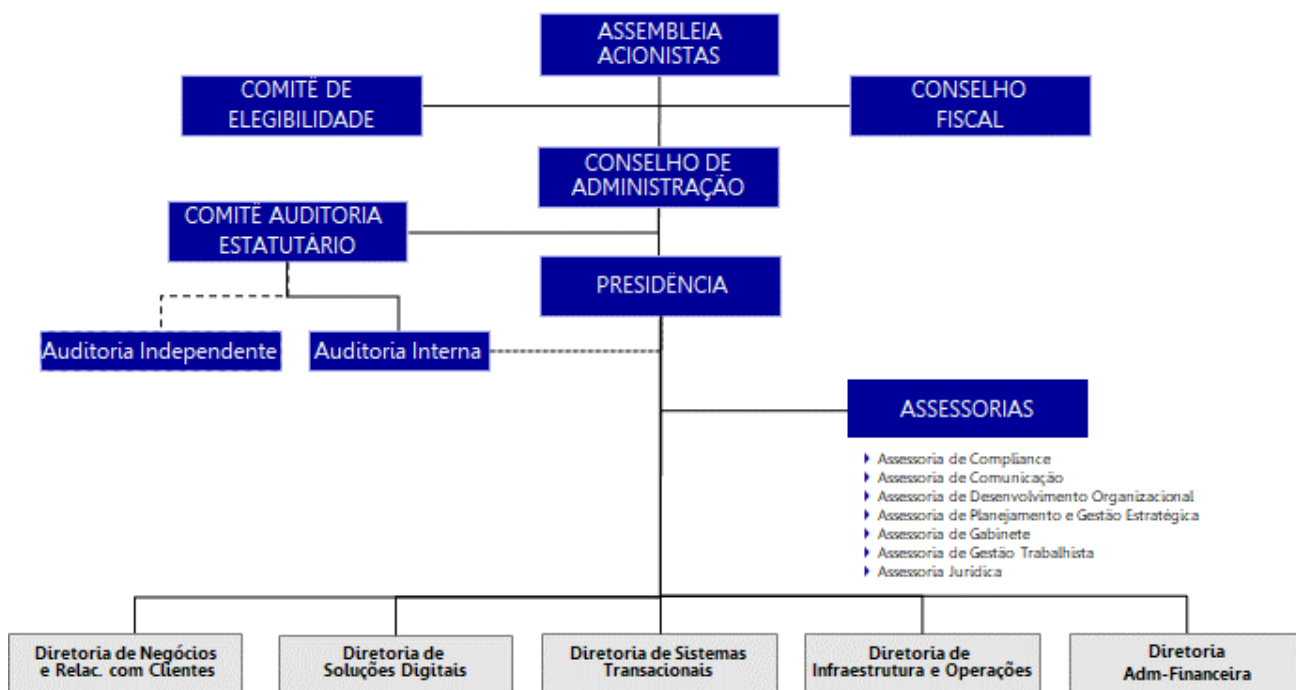 ASSEMBLEIA
ACIONISTAS
COMITÊ DE
ELEGIBILIDADE
CONSELHO
FISCAL
CONSELHO DE
ADMINISTRAÇÃO
COMITÊ AUDITORIA
ESTATUTÁRIO
PRESIDÊNCIA
Auditoria Independente
Auditoria Interna
ASSESSORIAS
Assessoria de Compliance
Assessoria de Comunicação
Assessoria de Desenvolvimento Organizacional
Assessoria de Planejamento e Gestão Estratégica
Assessoria de Gabinete
Assessoria de Gestão Trabalhista
Assessoria Jurídica
Diretoria de Negócios
e Relac. com Clientes
Diretoria de
Soluções Digitais
Diretoria de Sistemas
Transacionais
Diretoria de
Infraestrutura e Operações
Diretoria
Adm-Financeira